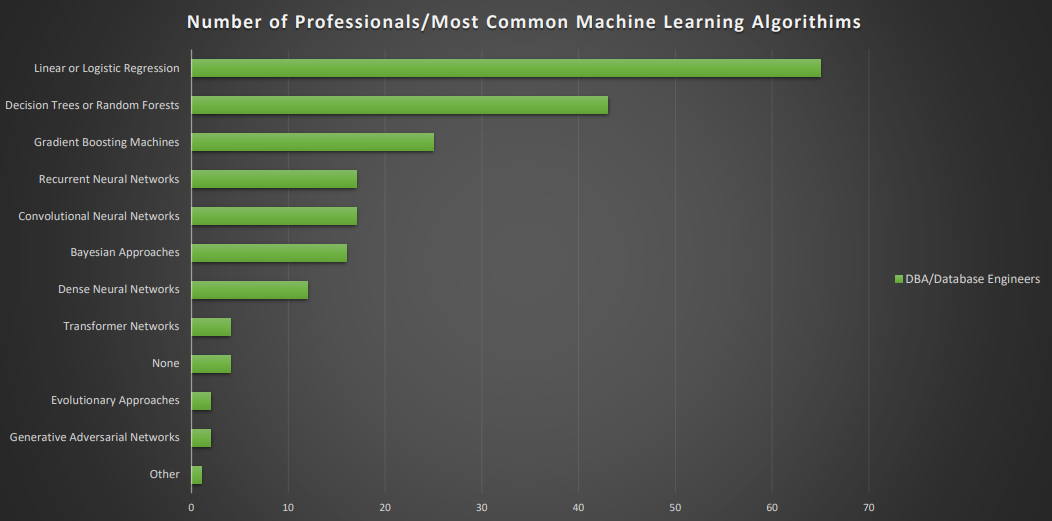 Number of Professionals/Most Common Machine Learning Algorithims
Linear or Logistic Regression
Decision Trees or Random Forests
Gradient Boosting Machines
Recurrent Neural Networks
Convolutional Neural Networks
Bayesian Approaches
Dense Neural Networks
Transformer Networks
None
Evolutionary Approaches
Generative Adversarial Networks
Other
0 10 20 30 40 50 60 70
DBA/Database Engineers